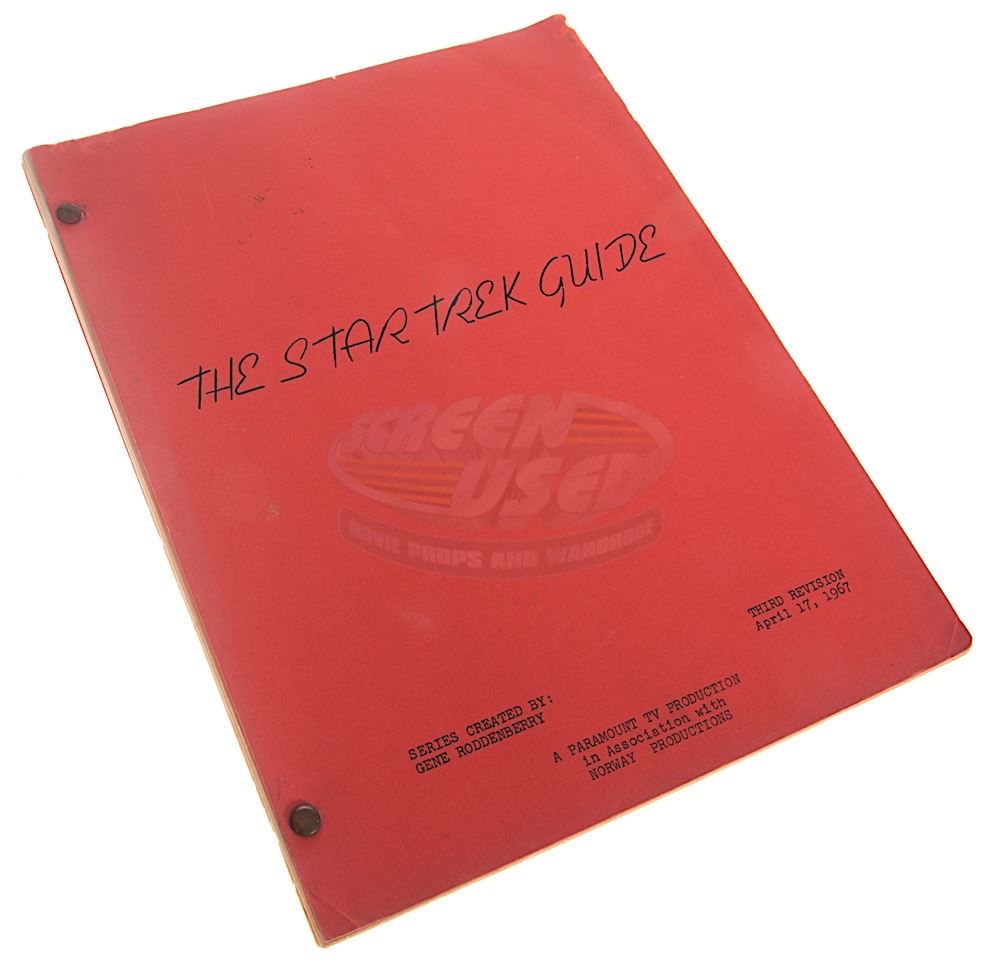 THE STAR TREK GUIDE
SCREEN
USED
MOVIE PROPS AND WARDROBE
THIRD REVISION
April 17, 1967
SERIES CREATED BY:
GENE RODDENBERRY
A PARAMOUNT TV PRODUCTION
in Association with
NORWAY PRODUCTIONS